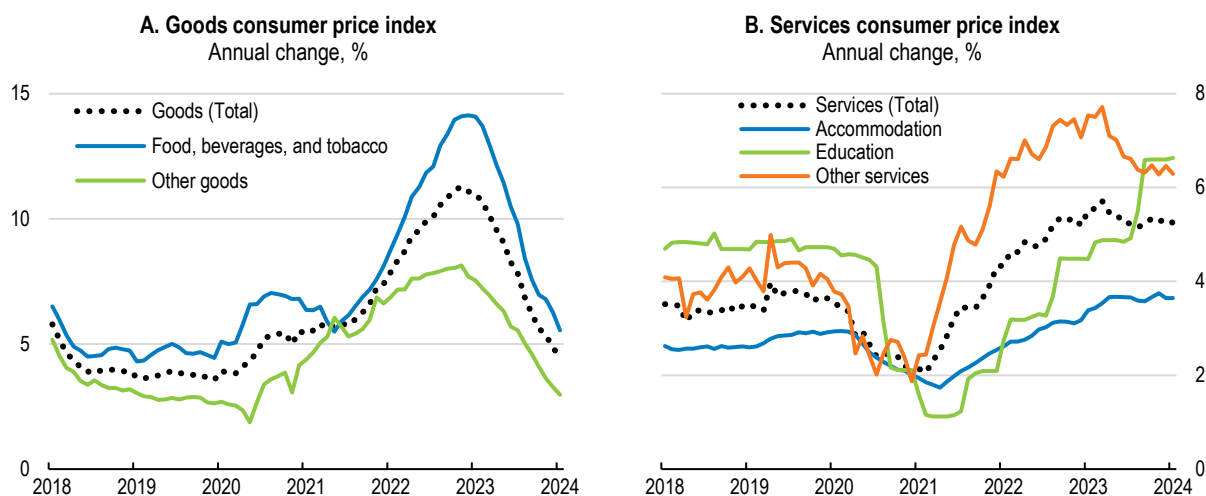 A. Goods consumer price index
Annual change, %
15
10
5
0
Goods (Total)
Food, beverages, and tobacco
Other goods
2018 2019 2020 2021 2022 2023 2024
B. Services consumer price index
Annual change, %
8
6
4
2
0
Services (Total)
Accommodation
Education
Other services
2018 2019 2020 2021 2022 2023 2024